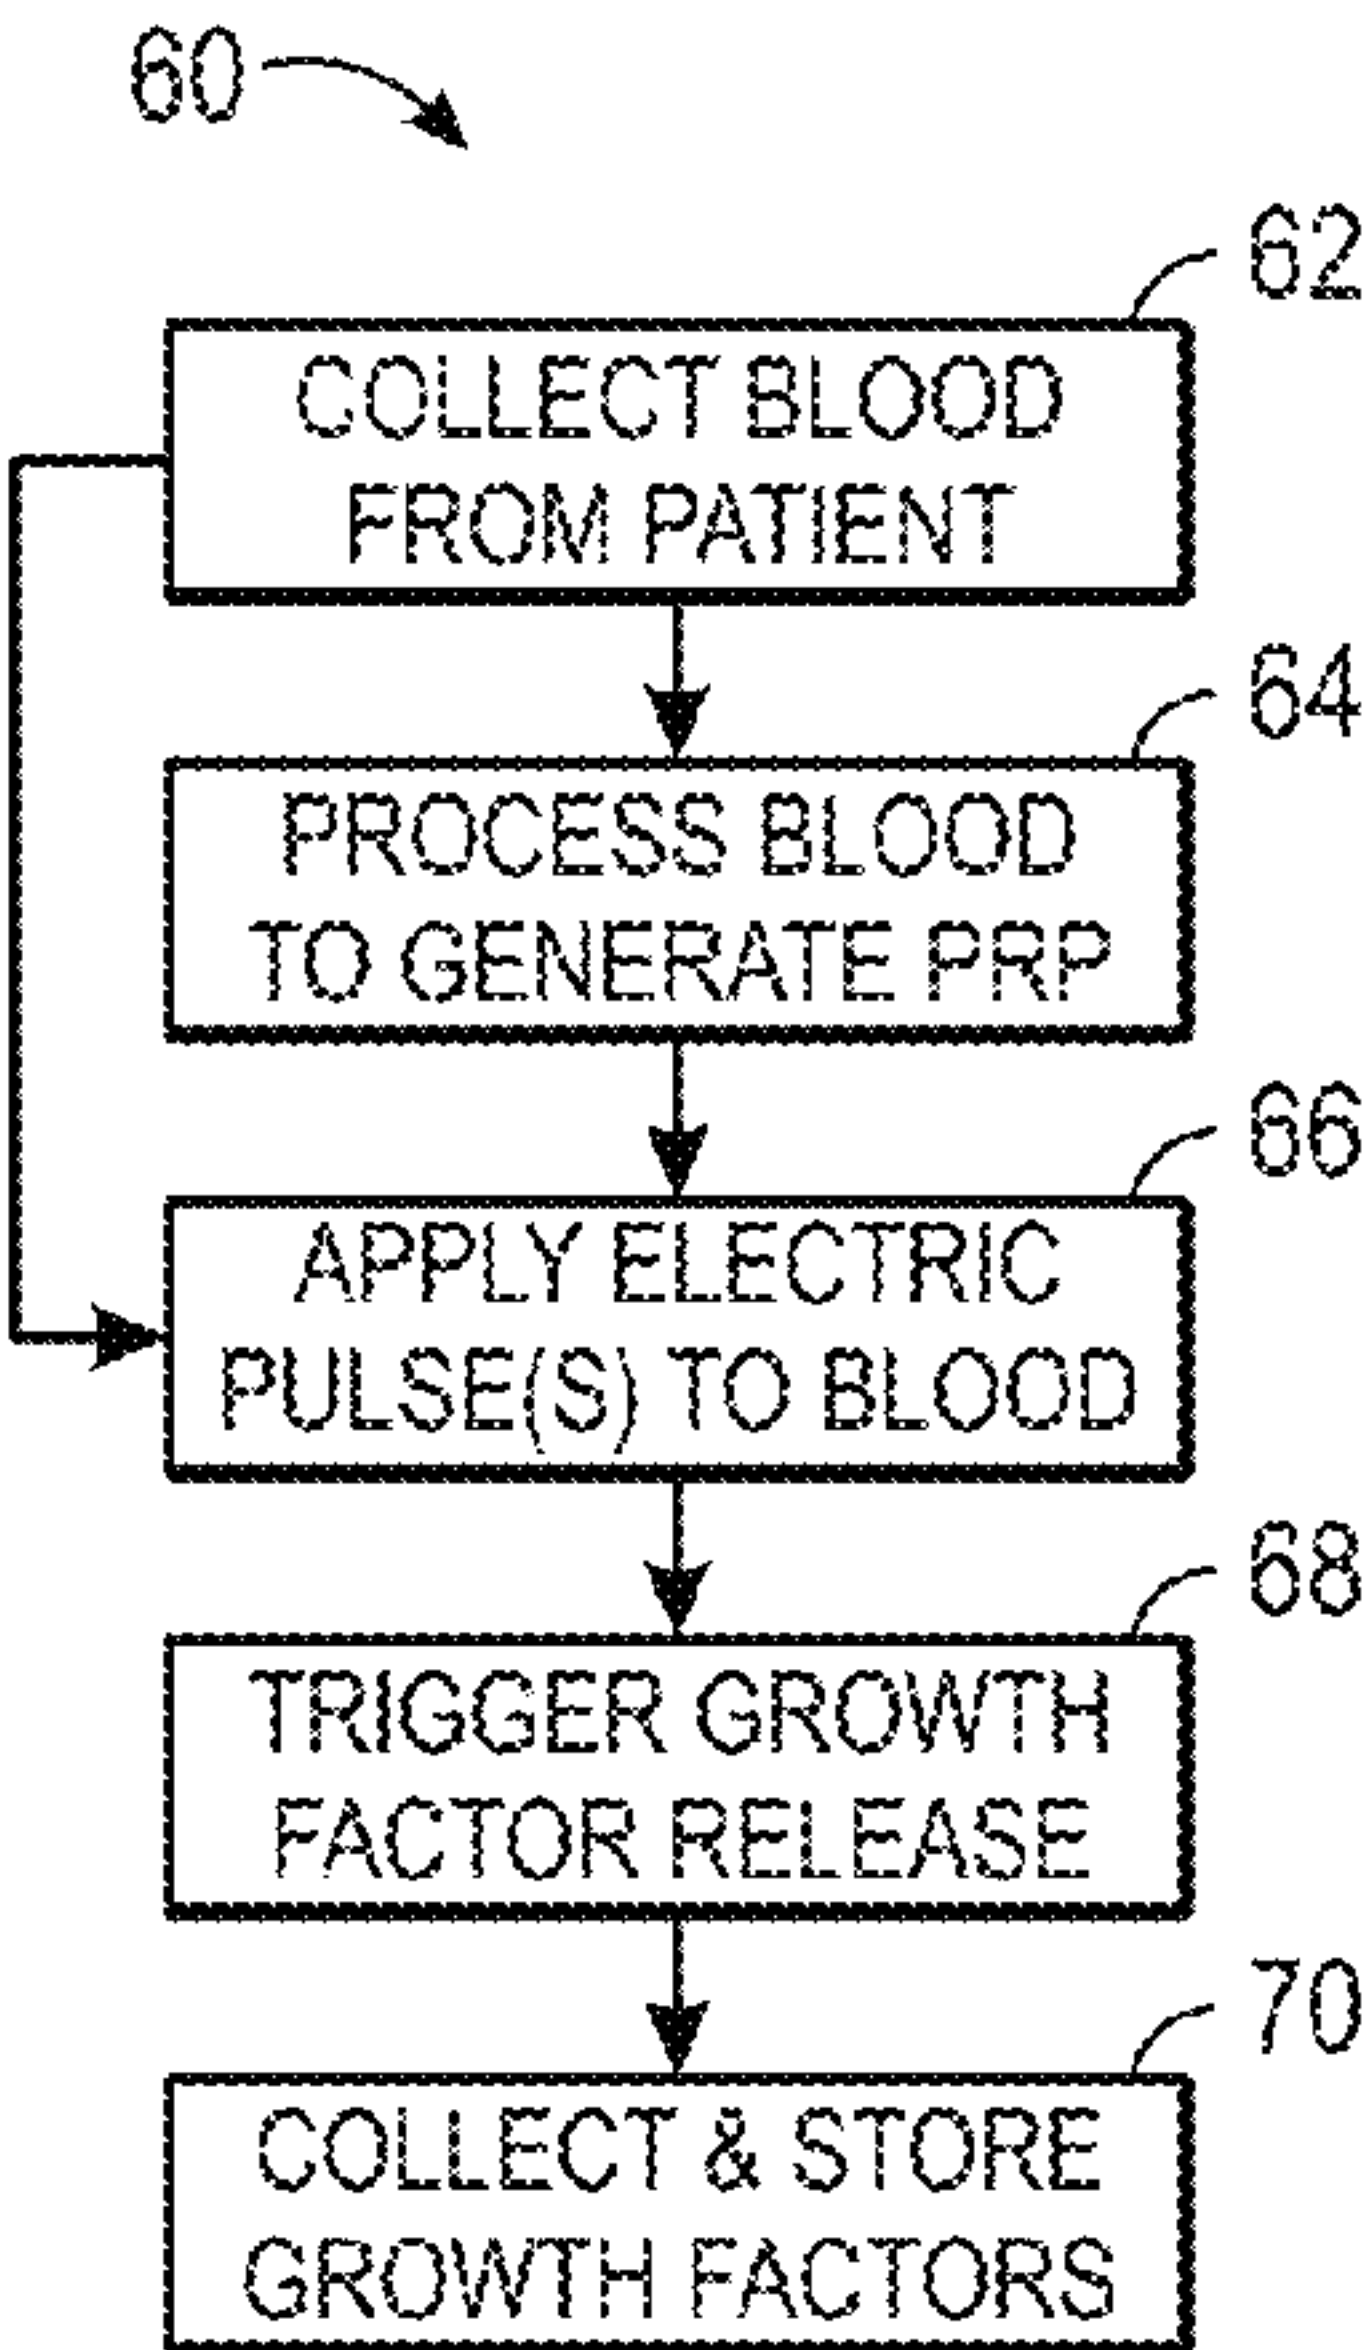 60
62
COLLECT BLOOD
FROM PATIENT
64
PROCESS BLOOD
TO GENERATE PRP
66
APPLY ELECTRIC
PULSE(S) TO BLOOD
68
TRIGGER GROWTH
FACTOR RELEASE
70
COLLECT & STORE
GROWTH FACTORS